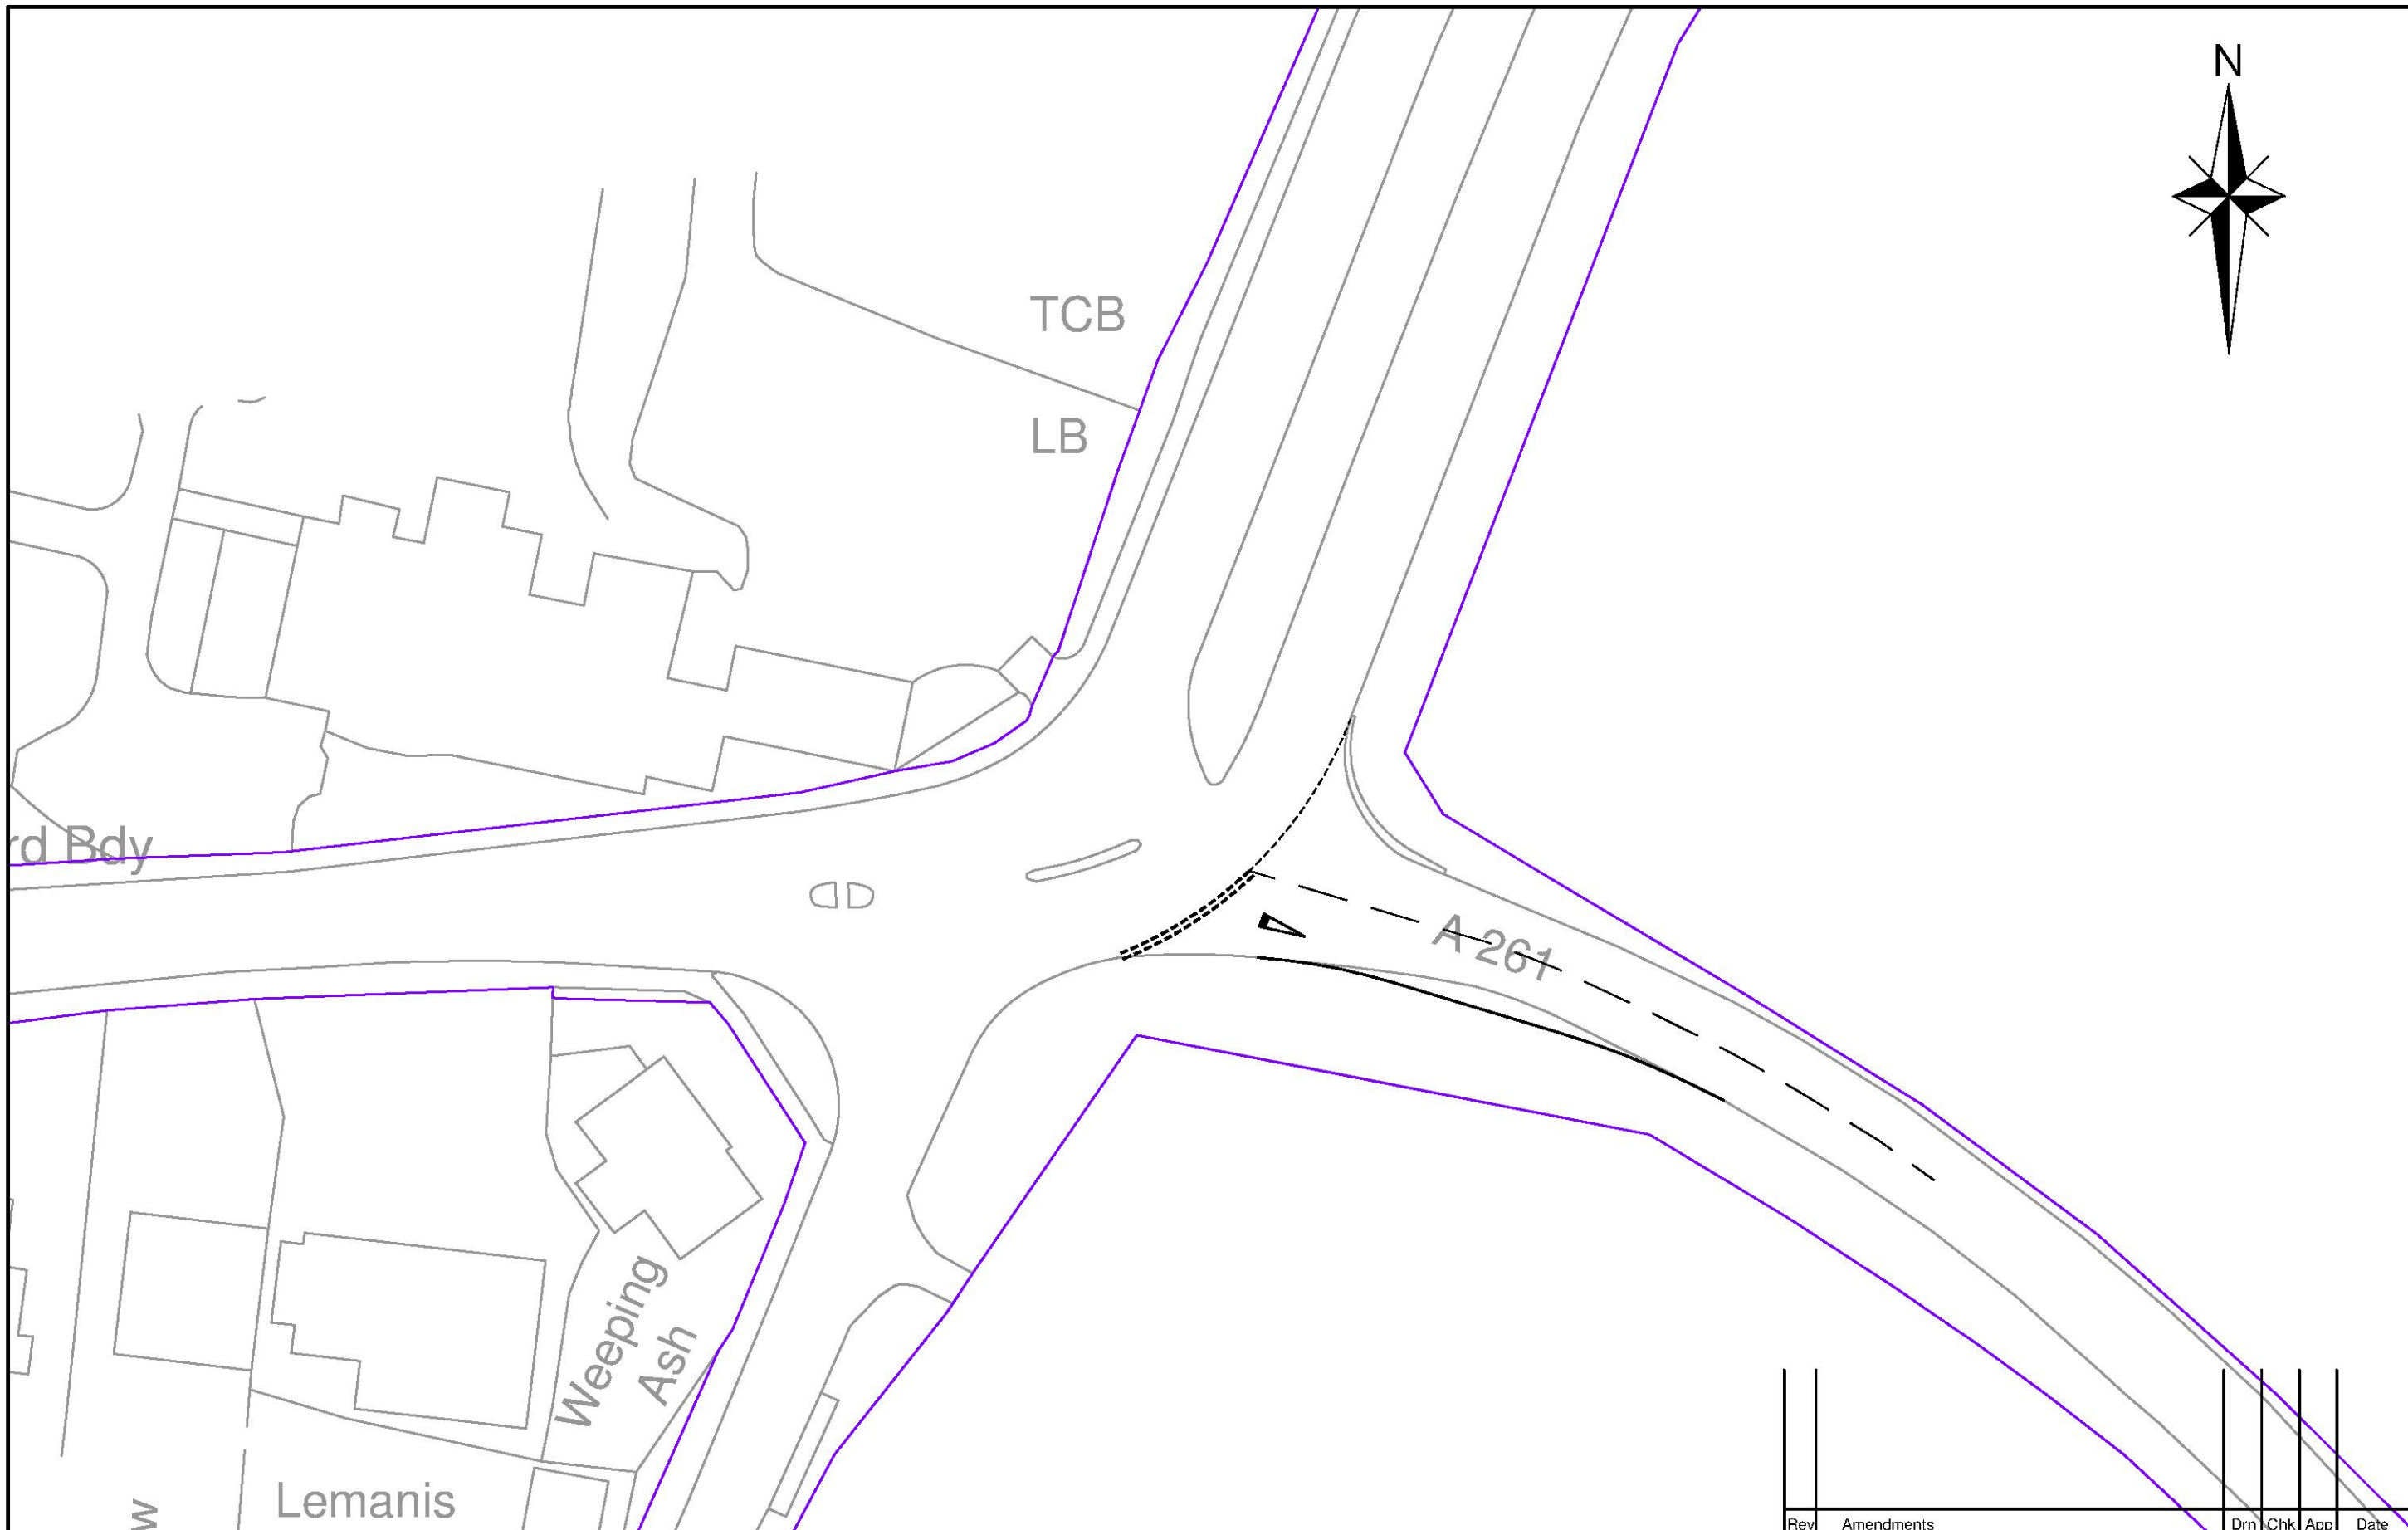 N
TCB
LB
rd Bdy
A 261
Weeping
Ash
Lemanis
w
Rev Amendments Drn Chk App Date